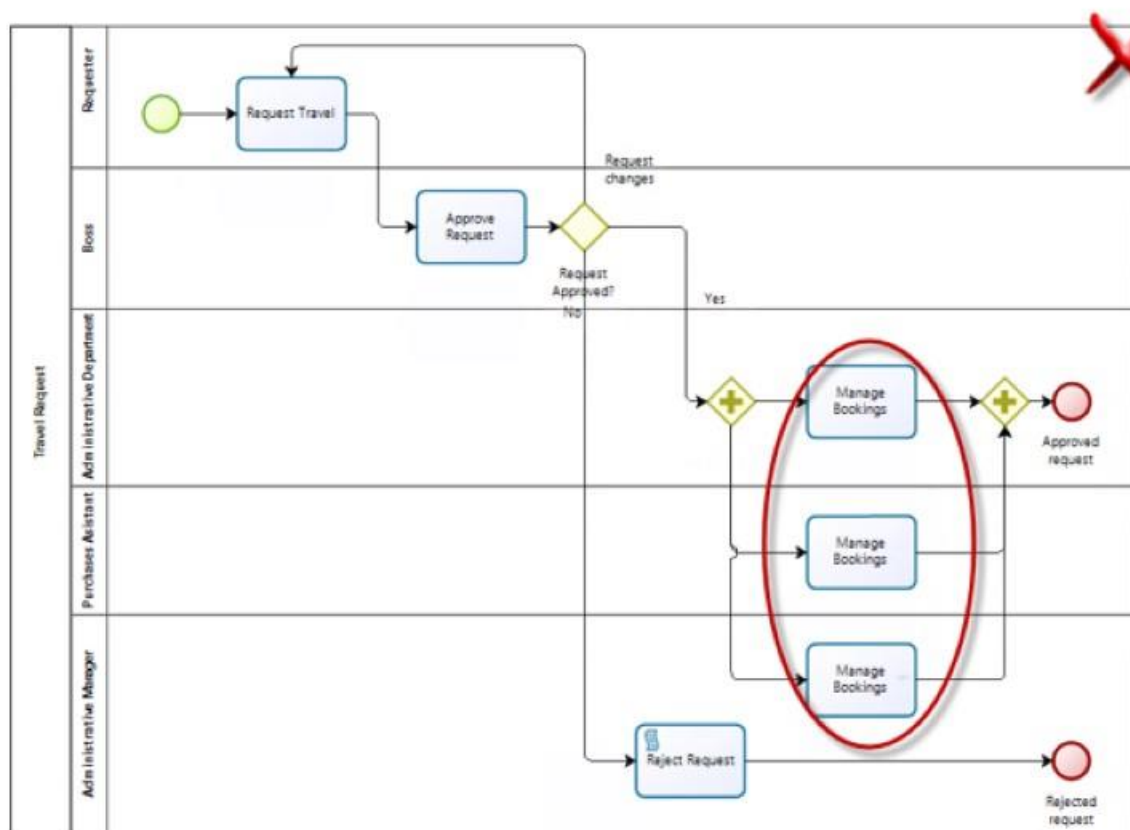 Travel Request
Requester
Request Travel
Request
changes
Boss
Approve
Request
Request
Approved?
No
Yes
Administrative Department
Manage
Bookings
Approved
request
Purchases Asistant
Manage
Bookings
Administrative Manager
Manage
Bookings
Reject Request
Rejected
request